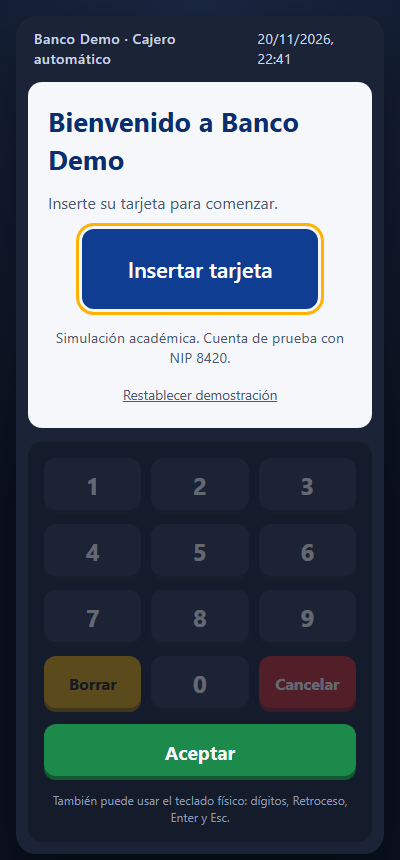 Banco Demo · Cajero
automático
20/11/2026,
22:41
Bienvenido a Banco
Demo
Inserte su tarjeta para comenzar.
Insertar tarjeta
Simulación académica. Cuenta de prueba con
NIP 8420.
Restablecer demostración
1 2 3
4 5 6
7 8 9
Borrar 0 Cancelar
Aceptar
También puede usar el teclado físico: dígitos, Retroceso,
Enter y Esc.